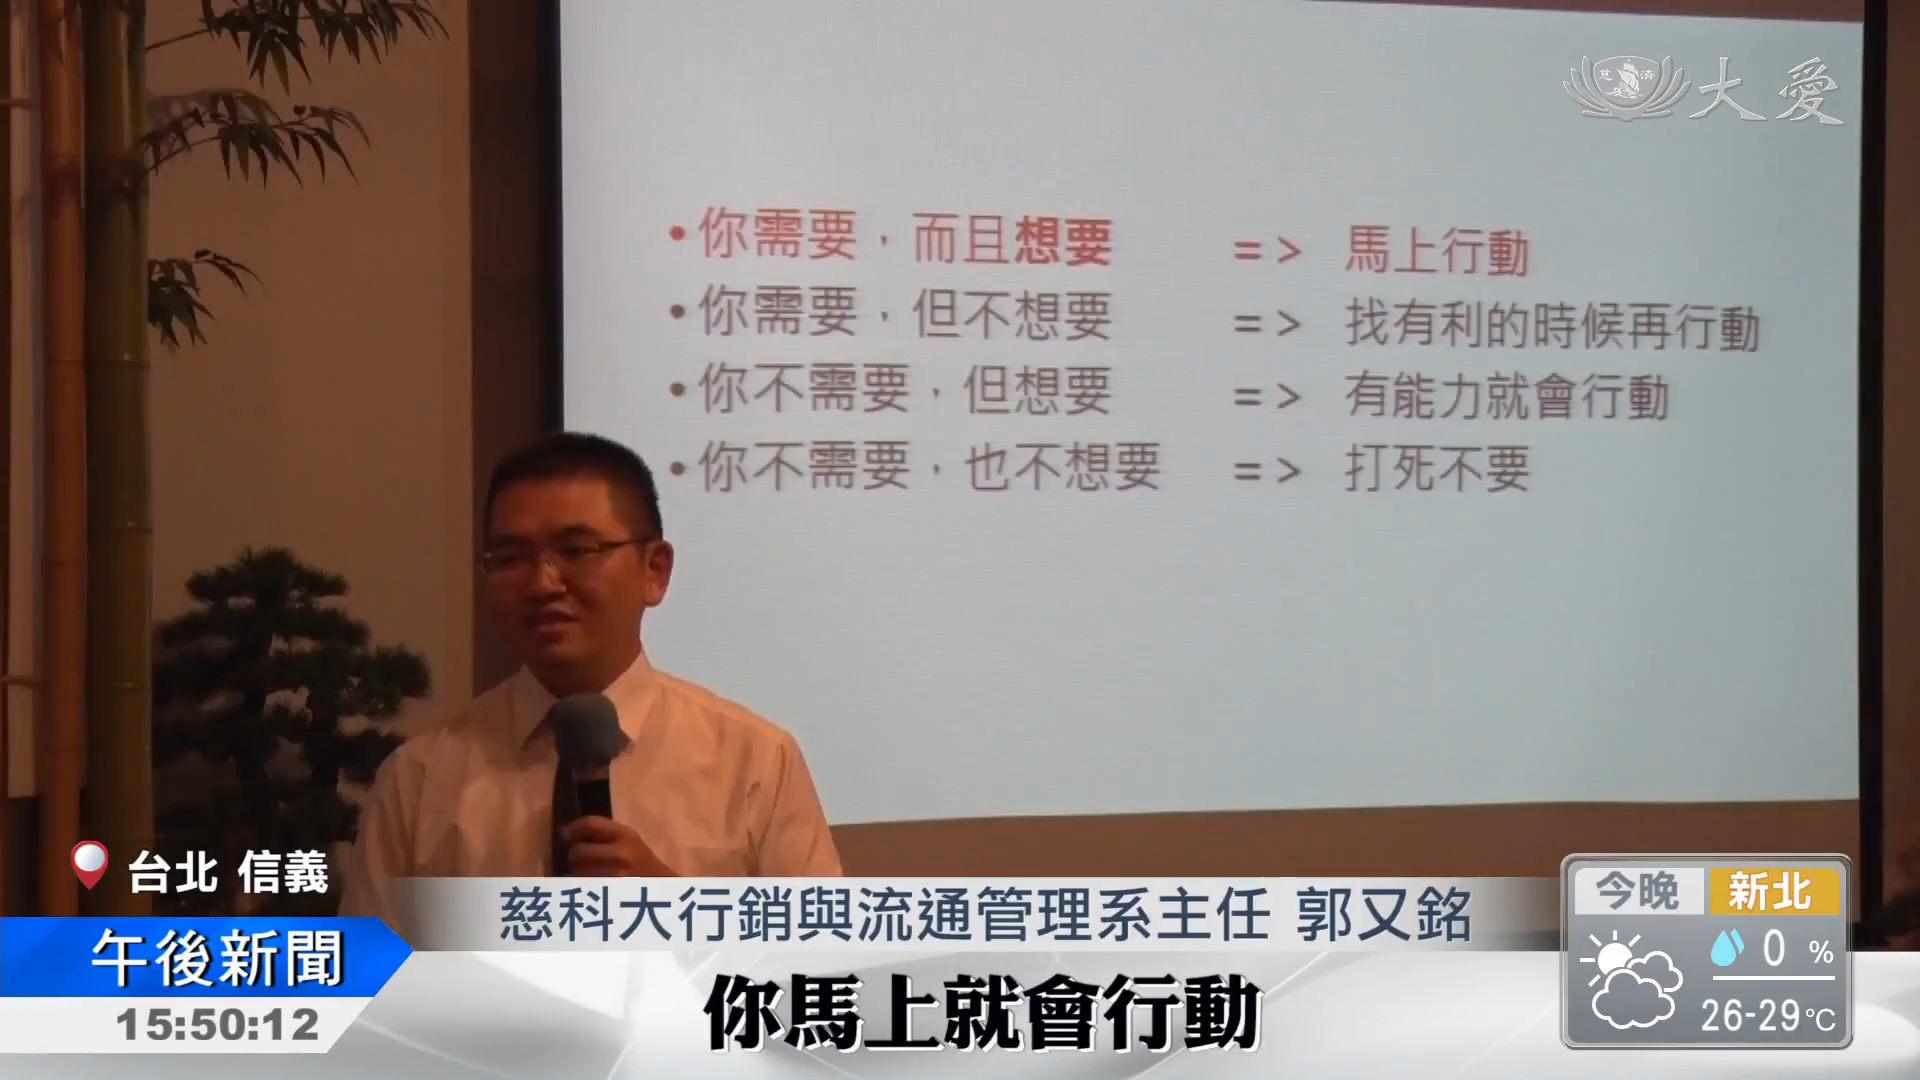 慈濟
大愛
•你需要，而且想要 => 馬上行動
•你需要，但不想要 => 找有利的時候再行動
•你不需要，但想要 => 有能力就會行動
•你不需要，也不想要 => 打死不要
台北 信義
慈科大行銷與流通管理系主任 郭又銘
午後新聞
你馬上就會行動
15:50:12
今晚 新北
0 %
26-29°C